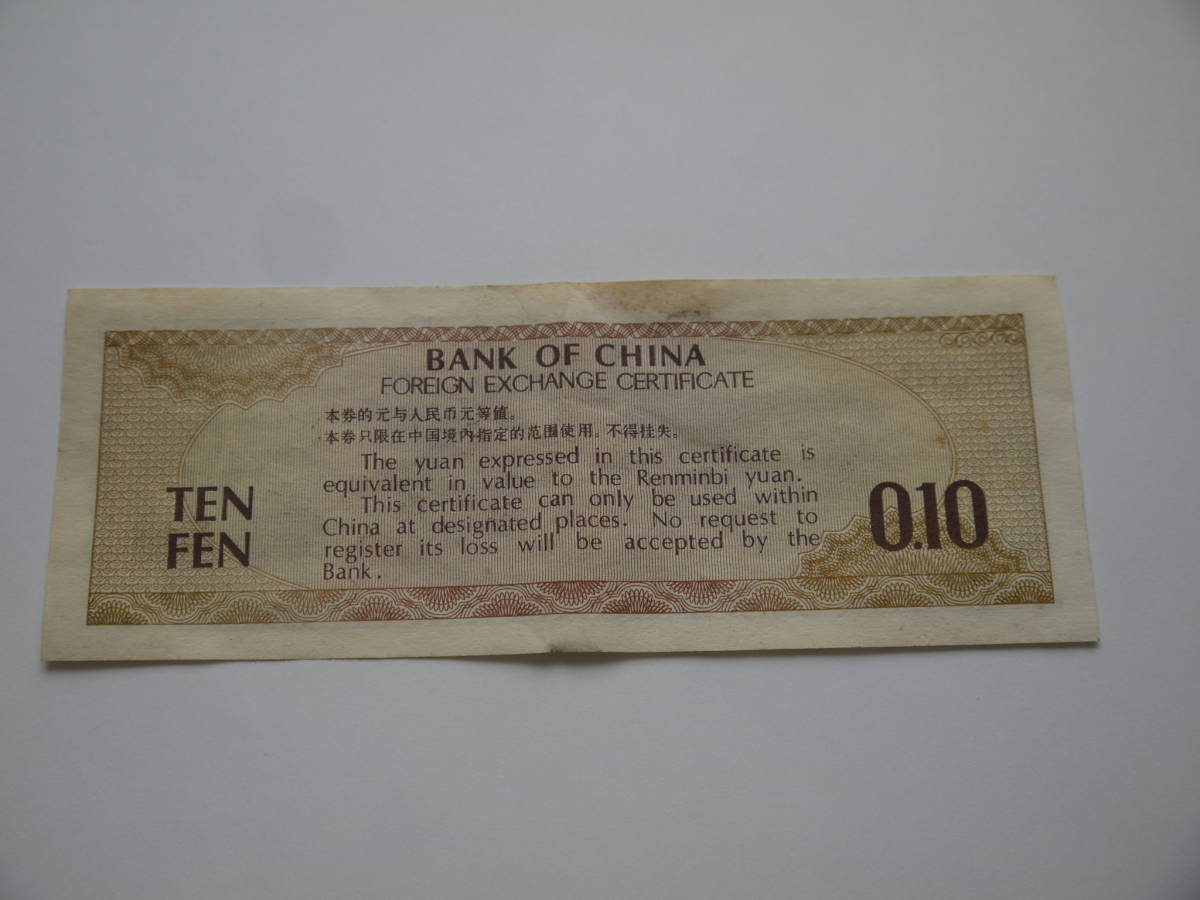 BANK OF CHINA
FOREIGN EXCHANGE CERTIFICATE
本券的元与人民币元等值。
本券只限在中国境内指定的范围使用。不得挂失。
The yuan expressed in this certificate is
equivalent in value to the Renminbi yuan.
This certificate can only be used within
China at designated places. No request to
register its loss will be accepted by the
Bank.
TEN
FEN
0.10